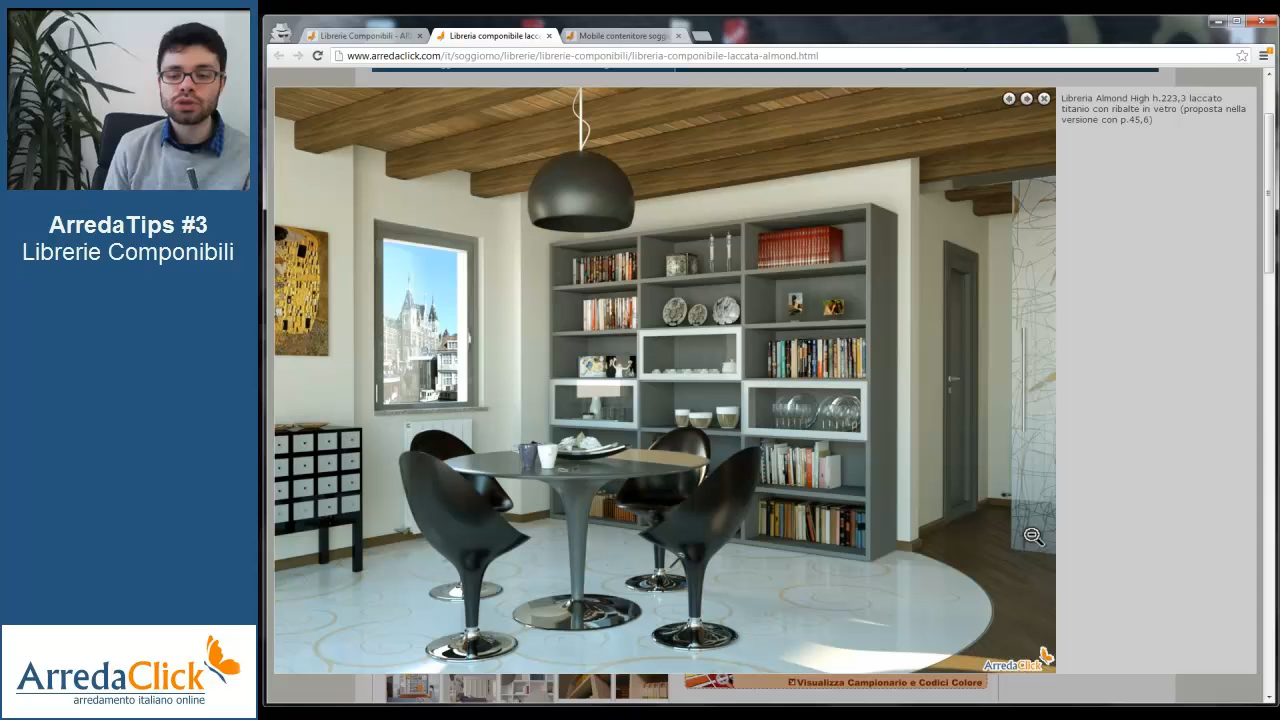 ArredaTips #3
Librerie Componibili
ArredaClick
arredamento italiano online
Librerie Componibili - AR
Libreria componibile lacc
Mobile contenitore sogg
www.arredaclick.com/it/soggiorno/librerie/librerie-componibili/libreria-componibile-laccata-almond.html
Libreria Almond High h.223,3 laccato
titanio con ribalte in vetro (proposta nella
versione con p.45,6)
ArredaClick
Visualizza Campionario e Codici Colore